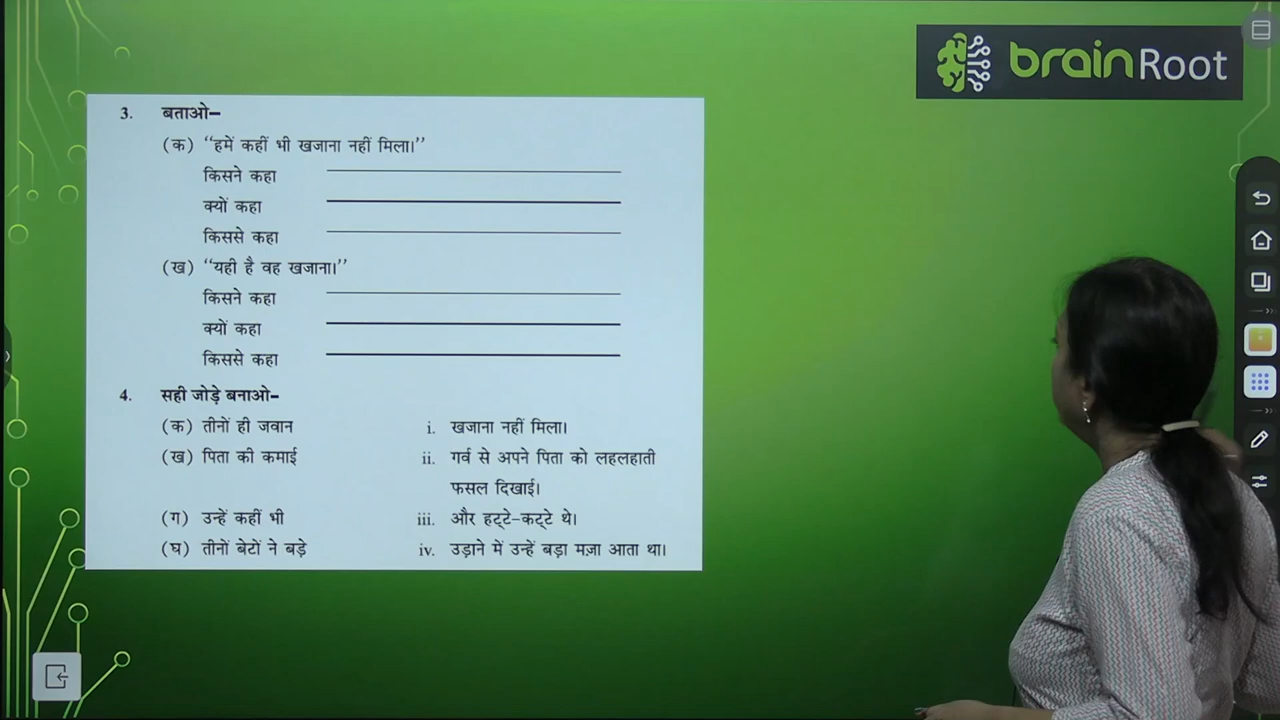 brainRoot
3. बताओ–
(क) ‘‘हमें कहीं भी खजाना नहीं मिला।’’
किसने कहा
क्यों कहा
किससे कहा
(ख) ‘‘यही है वह खजाना।’’
किसने कहा
क्यों कहा
किससे कहा
4. सही जोड़े बनाओ–
(क) तीनों ही जवान i. खजाना नहीं मिला।
(ख) पिता की कमाई ii. गर्व से अपने पिता को लहलहाती
फसल दिखाई।
(ग) उन्हें कहीं भी iii. और हट्टे-कट्टे थे।
(घ) तीनों बेटों ने बड़े iv. उड़ाने में उन्हें बड़ा मज़ा आता था।